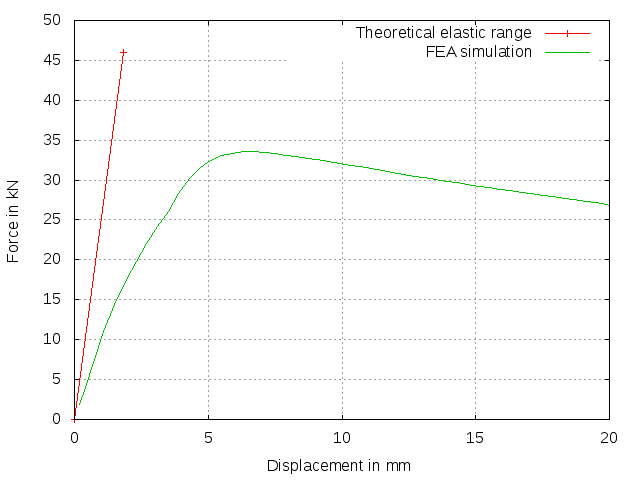 50
45
40
35
30
25
20
15
10
5
0
0 5 10 15 20
Force in kN
Displacement in mm
Theoretical elastic range
FEA simulation